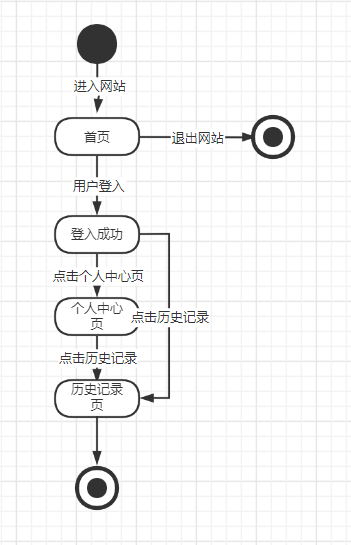 进入网站
首页
退出网站
用户登入
登入成功
点击个人中心页
个人中心
页
点击历史记录
点击历史记录
历史记录
页